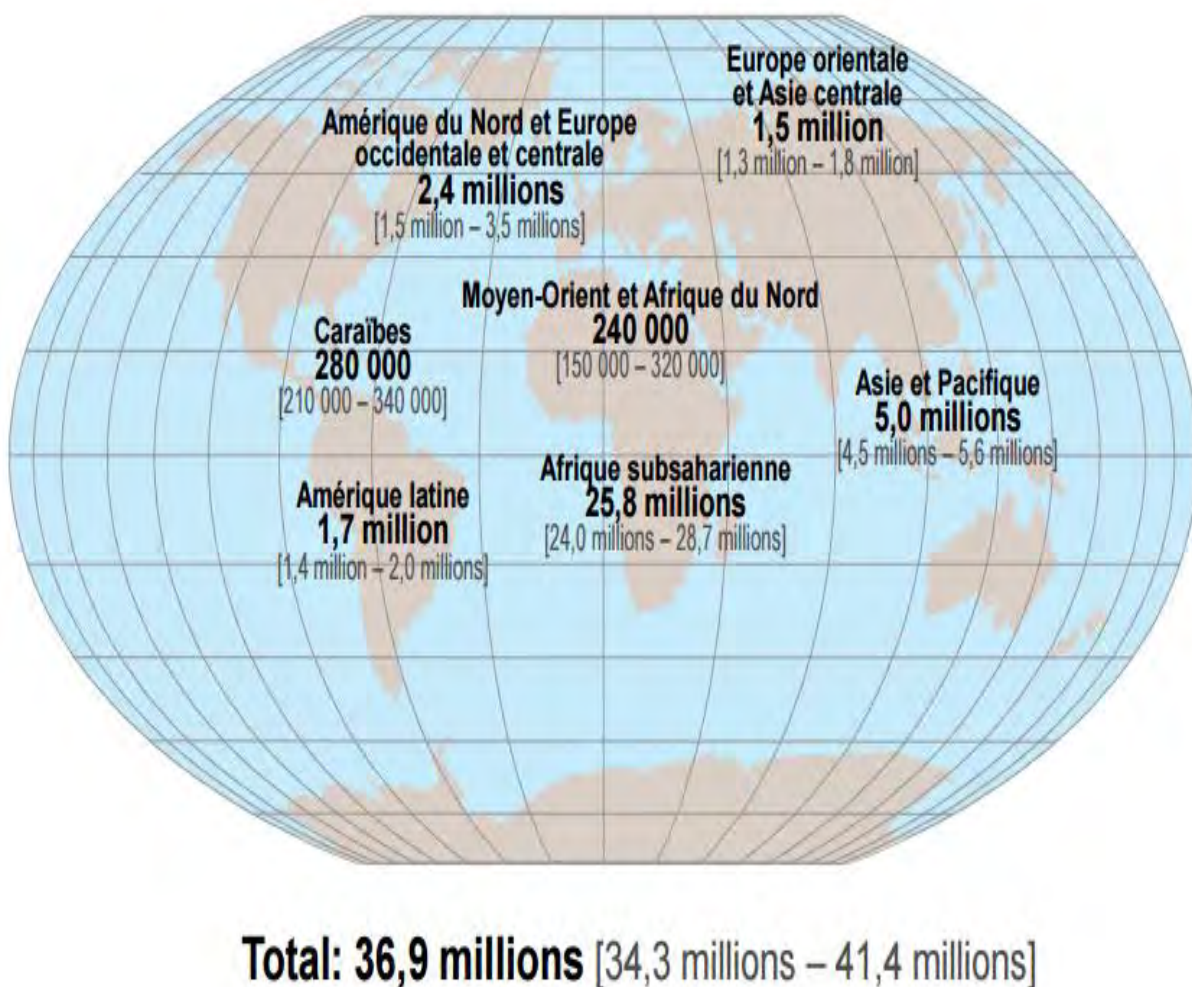 Europe orientale
et Asie centrale
1,5 million
[1,3 million – 1,8 million]
Amérique du Nord et Europe
occidentale et centrale
2,4 millions
[1,5 million – 3,5 millions]
Moyen-Orient et Afrique du Nord
240 000
[150 000 – 320 000]
Caraïbes
280 000
[210 000 – 340 000]
Asie et Pacifique
5,0 millions
[4,5 millions – 5,6 millions]
Afrique subsaharienne
25,8 millions
[24,0 millions – 28,7 millions]
Amérique latine
1,7 million
[1,4 million – 2,0 millions]
Total: 36,9 millions [34,3 millions – 41,4 millions]